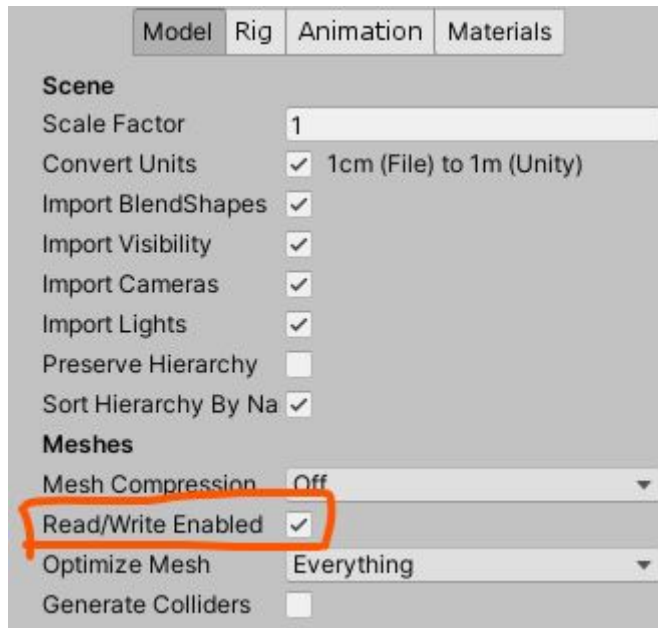 Model Rig Animation Materials
Scene
Scale Factor 1
Convert Units 1cm (File) to 1m (Unity)
Import BlendShapes
Import Visibility
Import Cameras
Import Lights
Preserve Hierarchy
Sort Hierarchy By Na
Meshes
Mesh Compression Off
Read/Write Enabled
Optimize Mesh Everything
Generate Colliders